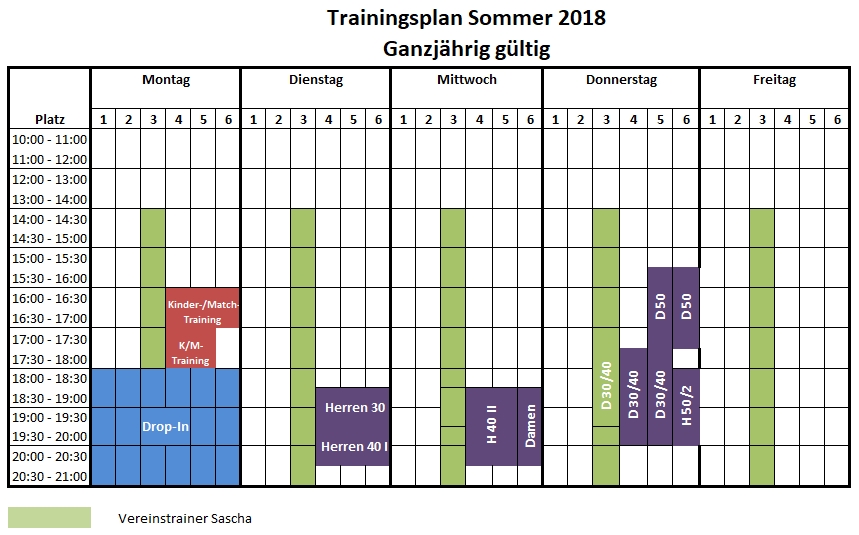 Trainingsplan Sommer 2018
Ganzjährig gültig
Montag Dienstag Mittwoch Donnerstag Freitag
Platz 1 2 3 4 5 6 1 2 3 4 5 6 1 2 3 4 5 6 1 2 3 4 5 6 1 2 3 4 5 6
10:00 - 11:00
11:00 - 12:00
12:00 - 13:00
13:00 - 14:00
14:00 - 14:30
14:30 - 15:00
15:00 - 15:30
15:30 - 16:00
16:00 - 16:30
16:30 - 17:00
17:00 - 17:30
17:30 - 18:00
18:00 - 18:30
18:30 - 19:00
19:00 - 19:30
19:30 - 20:00
20:00 - 20:30
20:30 - 21:00
Kinder-/Match-
Training
K/M-
Training
Drop-In
Herren 30
Herren 40 I
H 40 II
Damen
D 30/40
D 30/40
D 50
D 30/40
D 50
H 50/2
Vereinstrainer Sascha